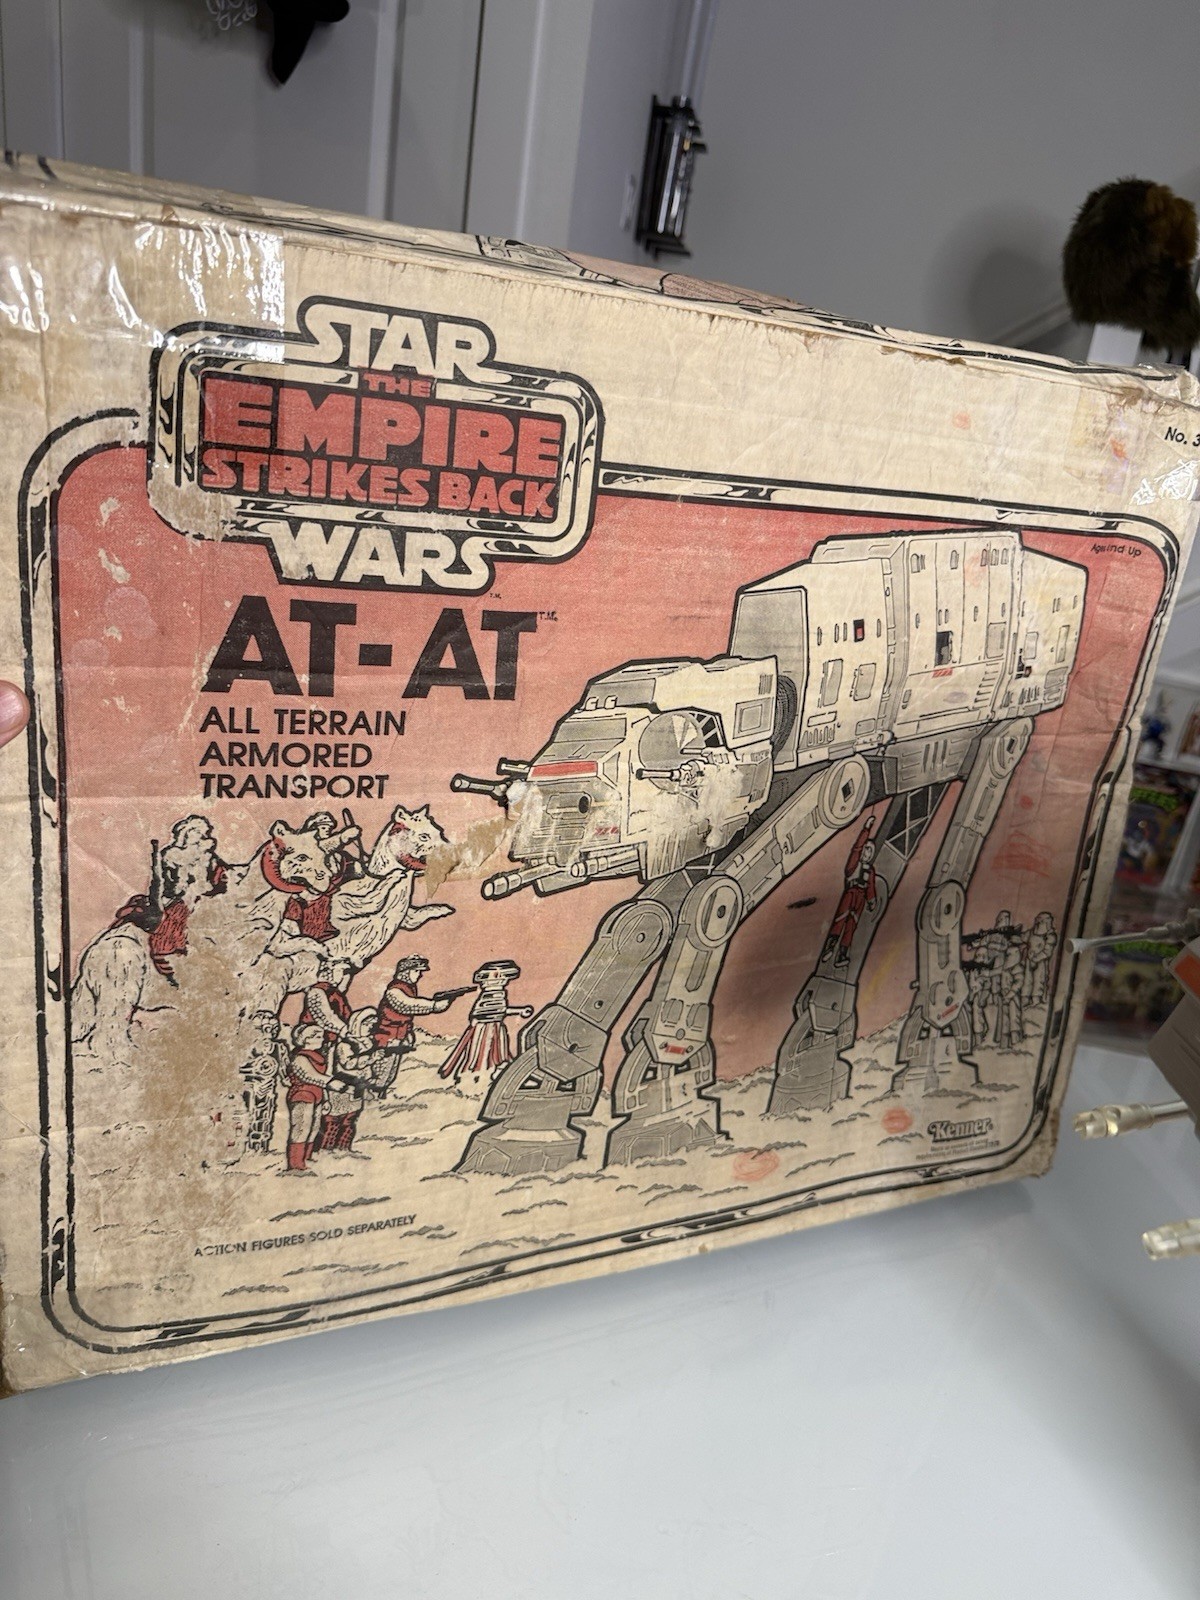 STAR
THE
EMPIRE
STRIKES BACK
WARS
T.M.
AT-AT
T.M.
ALL TERRAIN
ARMORED
TRANSPORT
No. 3
and Up
Kenner
ACTION FIGURES SOLD SEPARATELY